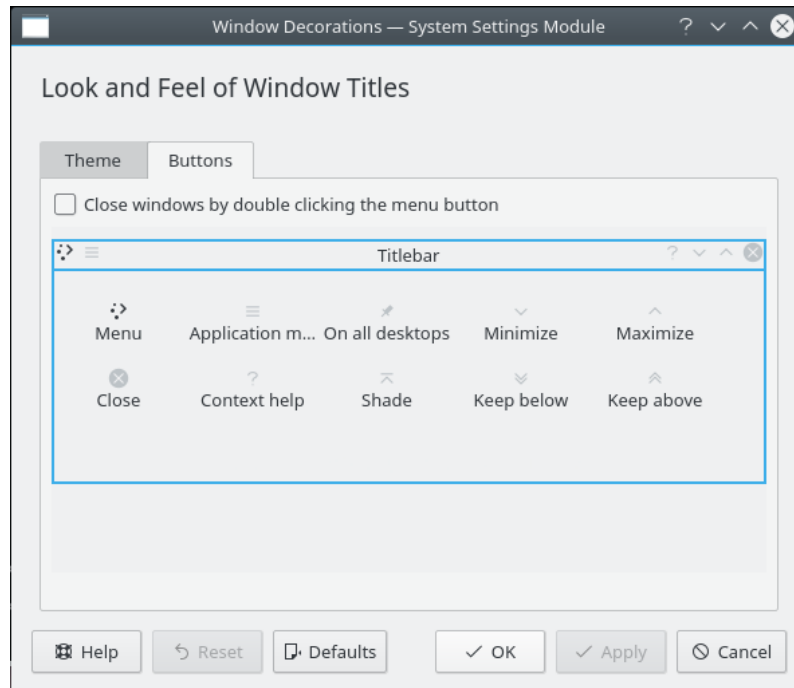 Window Decorations — System Settings Module
Look and Feel of Window Titles
Theme Buttons
Close windows by double clicking the menu button
Titlebar
Menu Application m... On all desktops Minimize Maximize
Close Context help Shade Keep below Keep above
Help Reset Defaults OK Apply Cancel